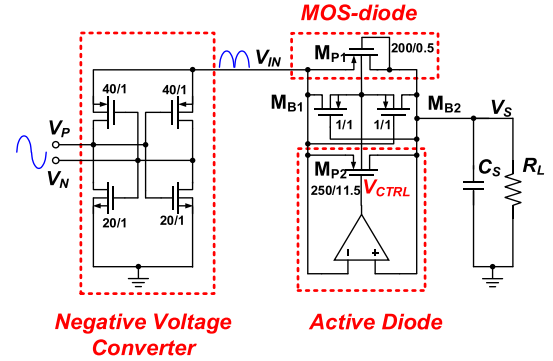 MOS-diode
V_IN
M_P1
200/0.5
40/1
40/1
M_B1
M_B2
V_S
V_P
1/1
1/1
V_N
M_P2
C_S
R_L
250/11.5
V_CTRL
20/1
20/1
- +
Negative Voltage
Converter
Active Diode